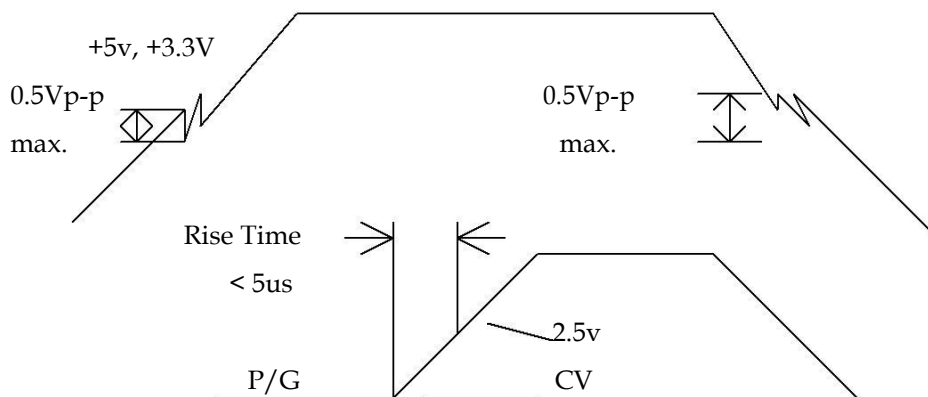 +5v, +3.3V
0.5Vp-p
max.
0.5Vp-p
max.
Rise Time
< 5us
2.5v
P/G
CV